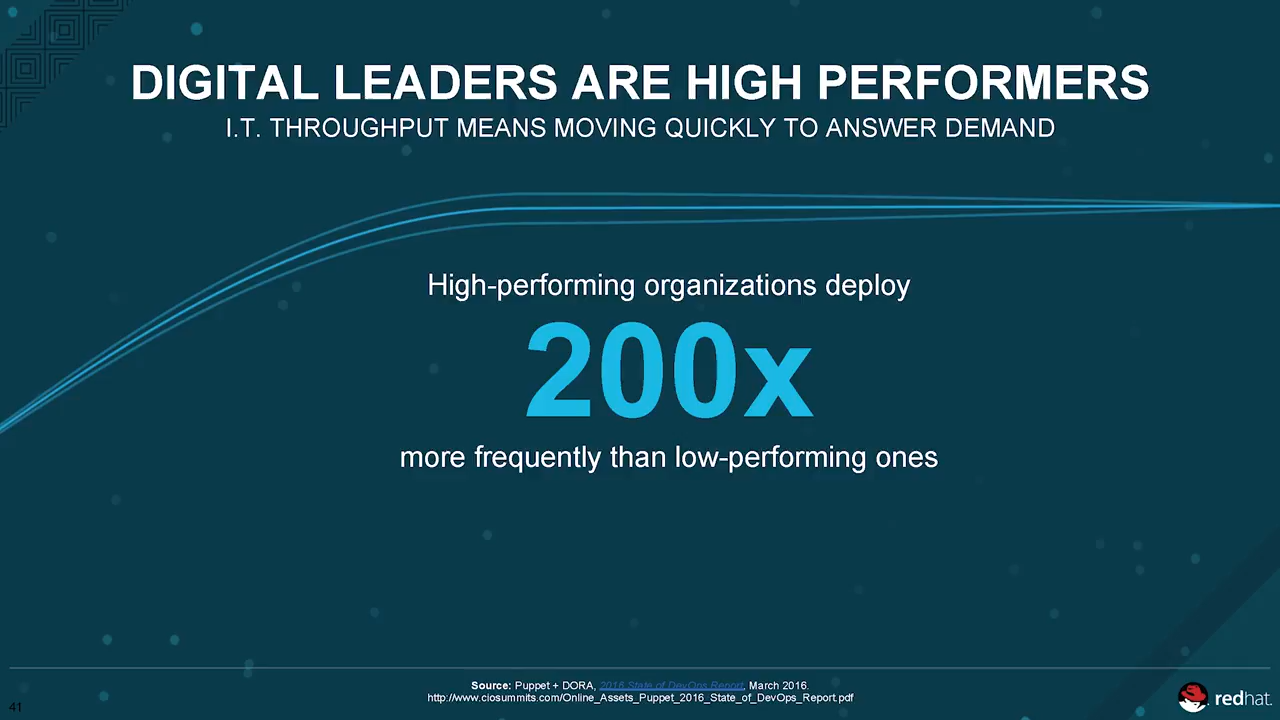 DIGITAL LEADERS ARE HIGH PERFORMERS
I.T. THROUGHPUT MEANS MOVING QUICKLY TO ANSWER DEMAND
High-performing organizations deploy
200x
more frequently than low-performing ones
Source: Puppet + DORA, 2016 State of DevOps Report, March 2016.
http://www.ciosummits.com/Online_Assets_Puppet_2016_State_of_DevOps_Report.pdf
41
redhat.